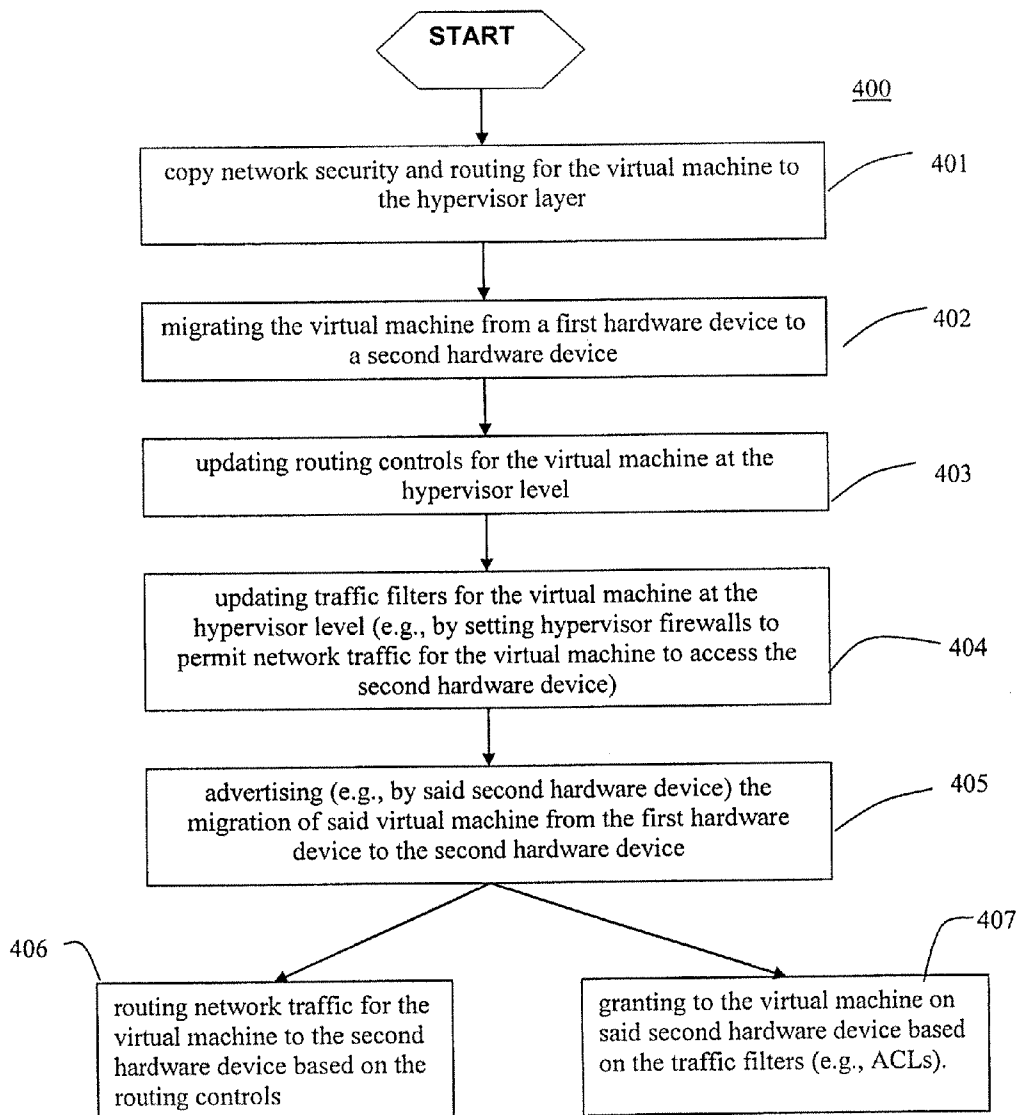 START
400
copy network security and routing for the virtual machine to
the hypervisor layer
401
migrating the virtual machine from a first hardware device to
a second hardware device
402
updating routing controls for the virtual machine at the
hypervisor level
403
updating traffic filters for the virtual machine at the
hypervisor level (e.g., by setting hypervisor firewalls to
permit network traffic for the virtual machine to access the
second hardware device)
404
advertising (e.g., by said second hardware device) the
migration of said virtual machine from the first hardware
device to the second hardware device
405
406
routing network traffic for the
virtual machine to the second
hardware device based on the
routing controls
407
granting to the virtual machine on
said second hardware device based
on the traffic filters (e.g., ACLs).